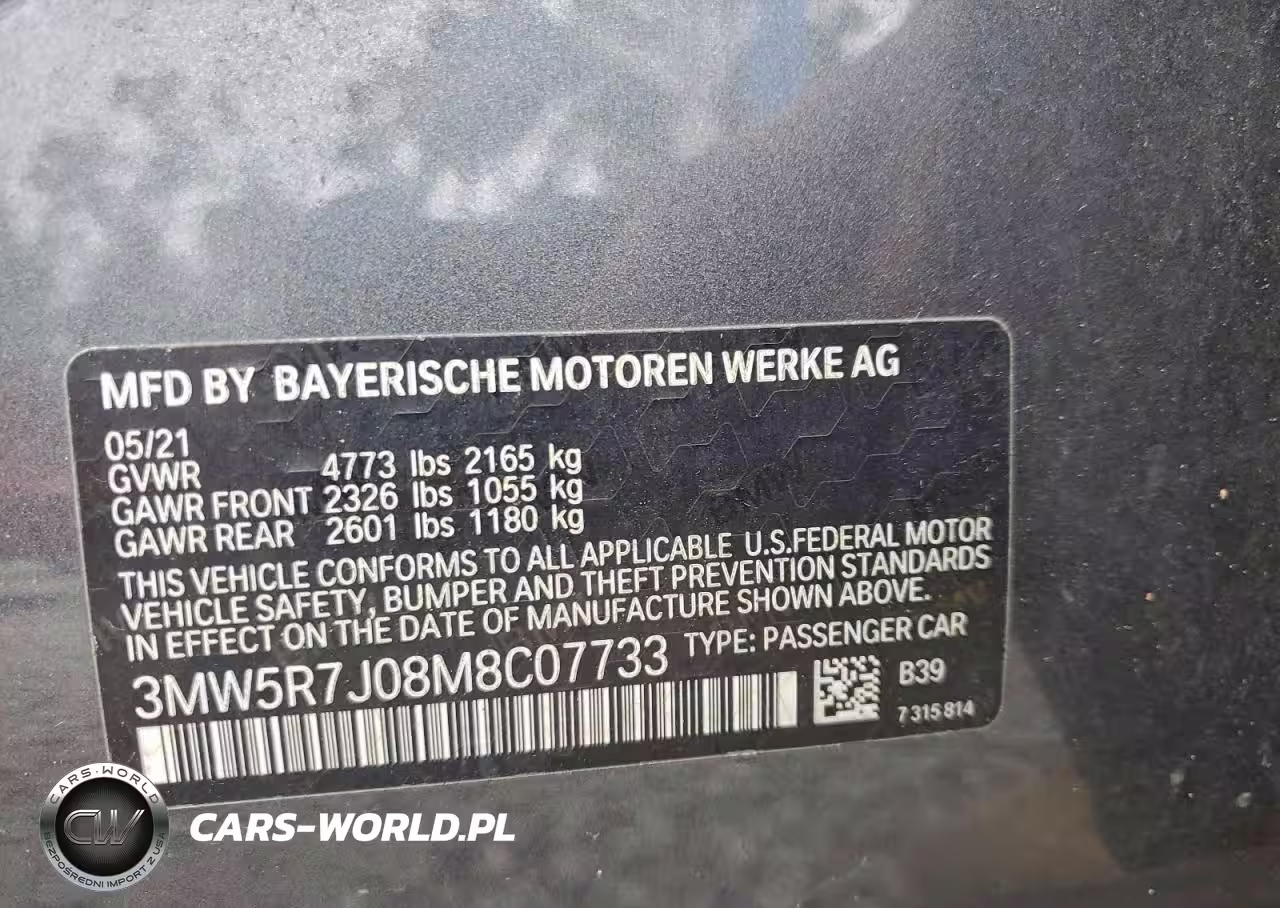 MFD BY BAYERISCHE MOTOREN WERKE AG
05/21
GVWR 4773 lbs 2165 kg
GAWR FRONT 2326 lbs 1055 kg
GAWR REAR 2601 lbs 1180 kg
THIS VEHICLE CONFORMS TO ALL APPLICABLE U.S.FEDERAL MOTOR
VEHICLE SAFETY, BUMPER AND THEFT PREVENTION STANDARDS
IN EFFECT ON THE DATE OF MANUFACTURE SHOWN ABOVE.
3MW5R7J08M8C07733 TYPE: PASSENGER CAR
B39
7 315 814
CARS-WORLD
CW
BEZPOŚREDNI IMPORT Z USA
CARS-WORLD.PL